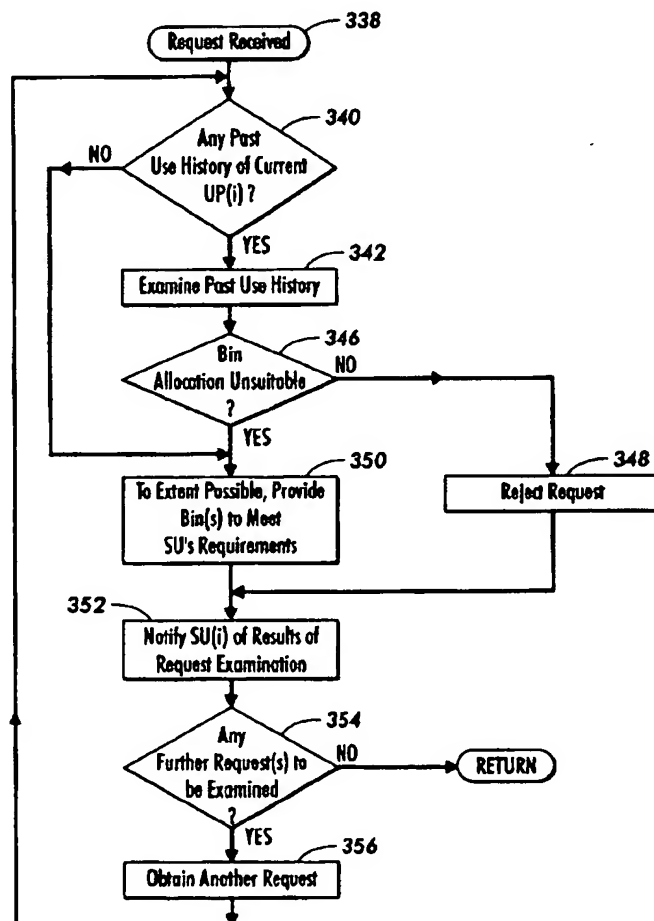 Request Received
338
340
Any Past
Use History of Current
UP(i) ?
NO
YES
342
Examine Past Use History
346
Bin
Allocation Unsuitable
?
NO
YES
350
To Extent Possible, Provide
Bin(s) to Meet
SU's Requirements
348
Reject Request
352
Notify SU(i) of Results of
Request Examination
354
Any
Further Request(s) to
be Examined
?
NO
RETURN
YES
356
Obtain Another Request